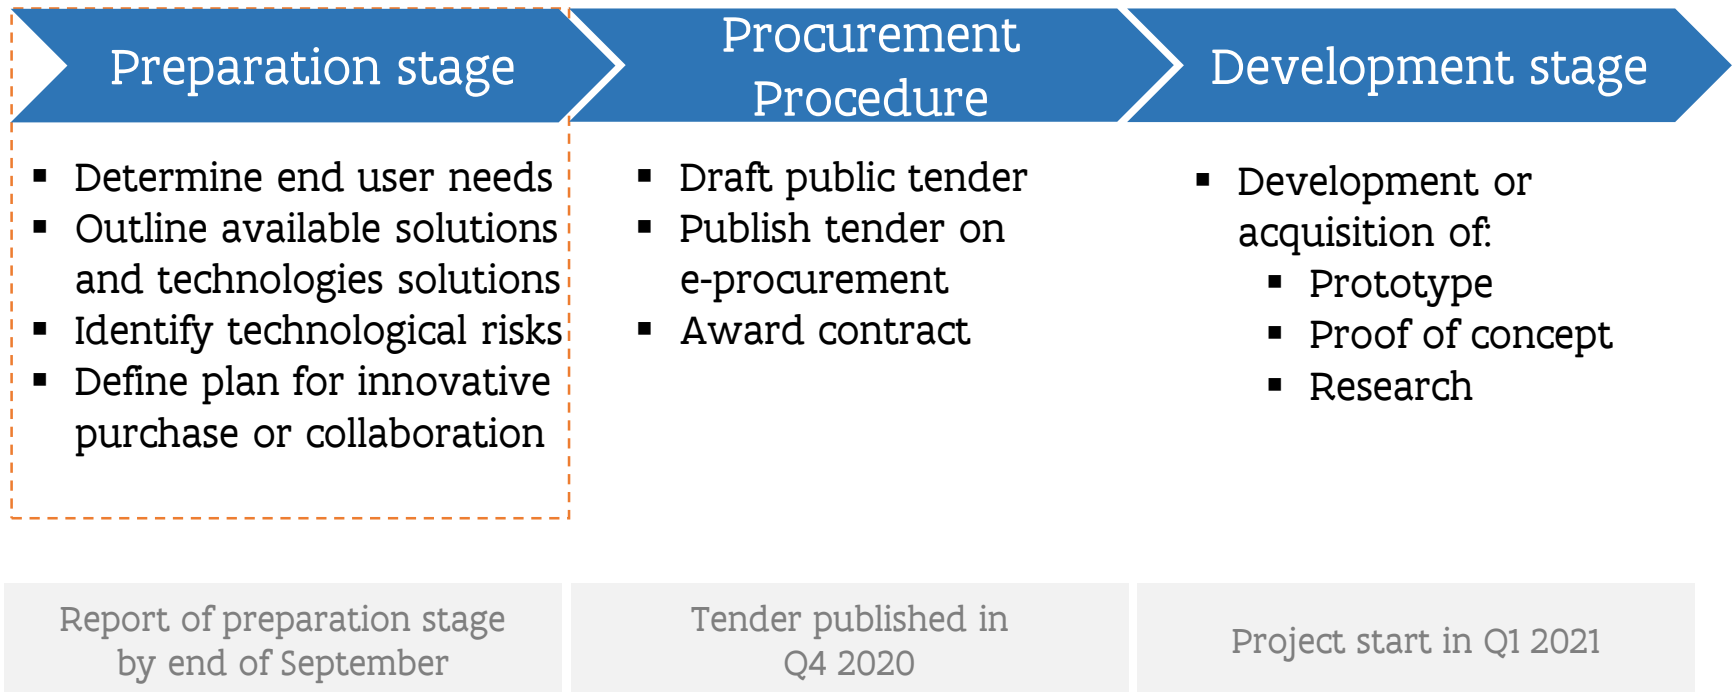 Preparation stage
Procurement
Procedure
Development stage
▪ Determine end user needs
▪ Outline available solutions
and technologies solutions
▪ Identify technological risks
▪ Define plan for innovative
purchase or collaboration
▪ Draft public tender
▪ Publish tender on
e-procurement
▪ Award contract
▪ Development or
acquisition of:
▪ Prototype
▪ Proof of concept
▪ Research
Report of preparation stage
by end of September
Tender published in
Q4 2020
Project start in Q1 2021